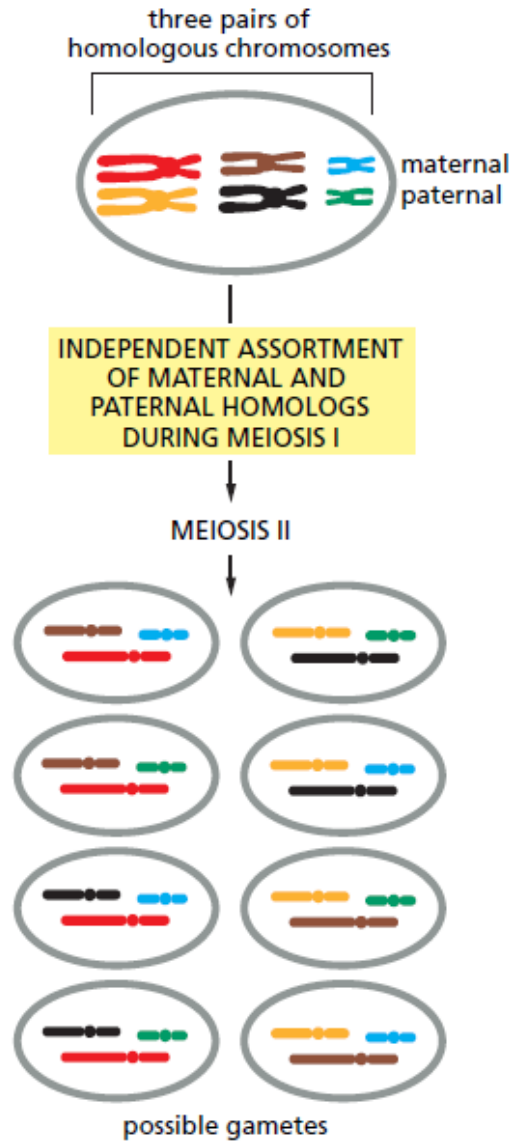 three pairs of
homologous chromosomes
maternal
paternal
INDEPENDENT ASSORTMENT
OF MATERNAL AND
PATERNAL HOMOLOGS
DURING MEIOSIS I
MEIOSIS II
possible gametes